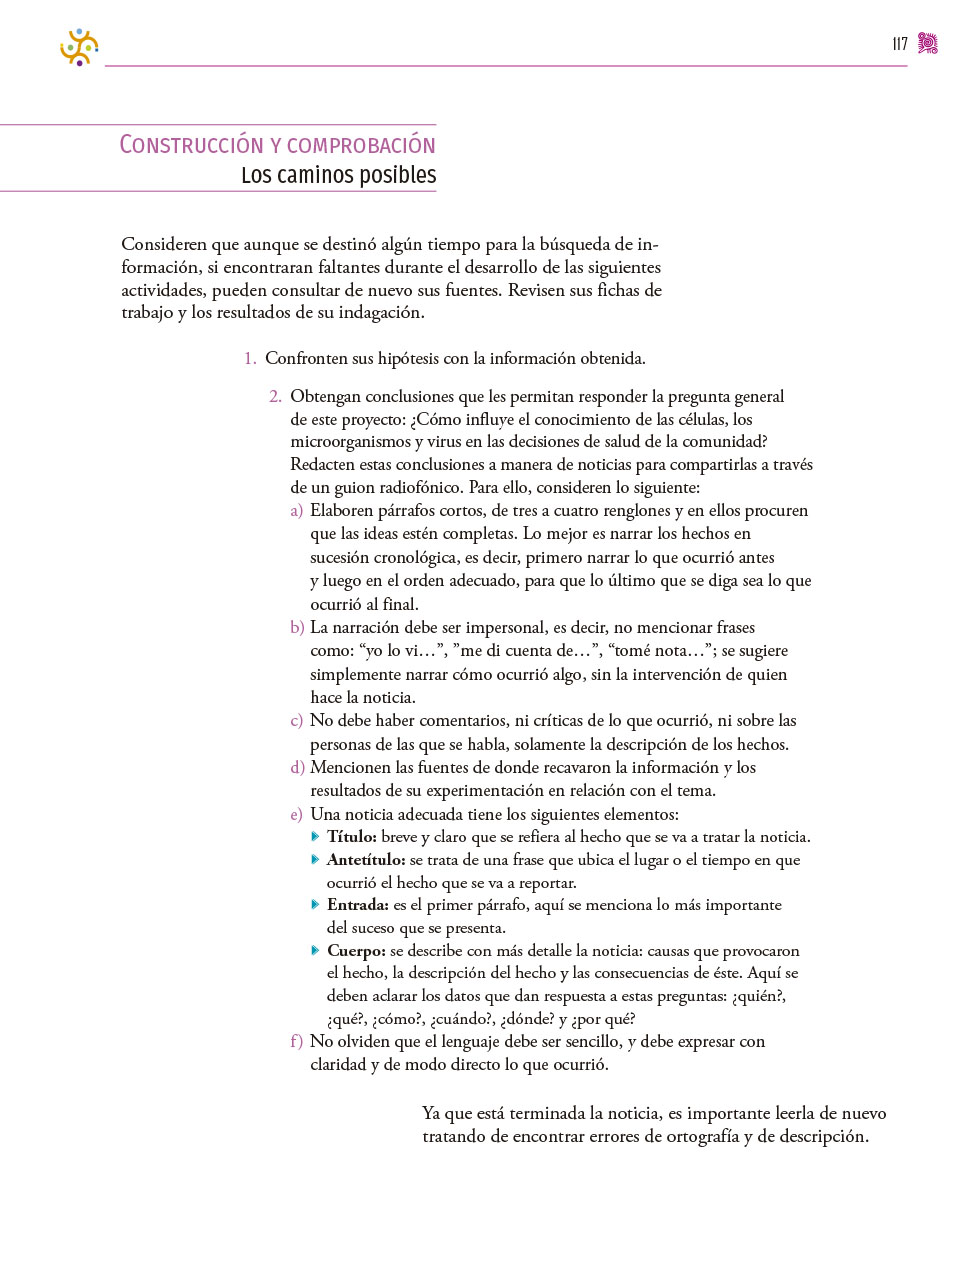 117
Construcción y comprobación
Los caminos posibles
Consideren que aunque se destinó algún tiempo para la búsqueda de in-
formación, si encontraran faltantes durante el desarrollo de las siguientes
actividades, pueden consultar de nuevo sus fuentes. Revisen sus fichas de
trabajo y los resultados de su indagación.
1. Confronten sus hipótesis con la información obtenida.
2. Obtengan conclusiones que les permitan responder la pregunta general
de este proyecto: ¿Cómo influye el conocimiento de las células, los
microorganismos y virus en las decisiones de salud de la comunidad?
Redacten estas conclusiones a manera de noticias para compartirlas a través
de un guion radiofónico. Para ello, consideren lo siguiente:
a) Elaboren párrafos cortos, de tres a cuatro renglones y en ellos procuren
que las ideas estén completas. Lo mejor es narrar los hechos en
sucesión cronológica, es decir, primero narrar lo que ocurrió antes
y luego en el orden adecuado, para que lo último que se diga sea lo que
ocurrió al final.
b) La narración debe ser impersonal, es decir, no mencionar frases
como: “yo lo vi…”, ”me di cuenta de…”, “tomé nota…”; se sugiere
simplemente narrar cómo ocurrió algo, sin la intervención de quien
hace la noticia.
c) No debe haber comentarios, ni críticas de lo que ocurrió, ni sobre las
personas de las que se habla, solamente la descripción de los hechos.
d) Mencionen las fuentes de donde recavaron la información y los
resultados de su experimentación en relación con el tema.
e) Una noticia adecuada tiene los siguientes elementos:
Título: breve y claro que se refiera al hecho que se va a tratar la noticia.
Antetítulo: se trata de una frase que ubica el lugar o el tiempo en que
ocurrió el hecho que se va a reportar.
Entrada: es el primer párrafo, aquí se menciona lo más importante
del suceso que se presenta.
Cuerpo: se describe con más detalle la noticia: causas que provocaron
el hecho, la descripción del hecho y las consecuencias de éste. Aquí se
deben aclarar los datos que dan respuesta a estas preguntas: ¿quién?,
¿qué?, ¿cómo?, ¿cuándo?, ¿dónde? y ¿por qué?
f) No olviden que el lenguaje debe ser sencillo, y debe expresar con
claridad y de modo directo lo que ocurrió.
Ya que está terminada la noticia, es importante leerla de nuevo
tratando de encontrar errores de ortografía y de descripción.